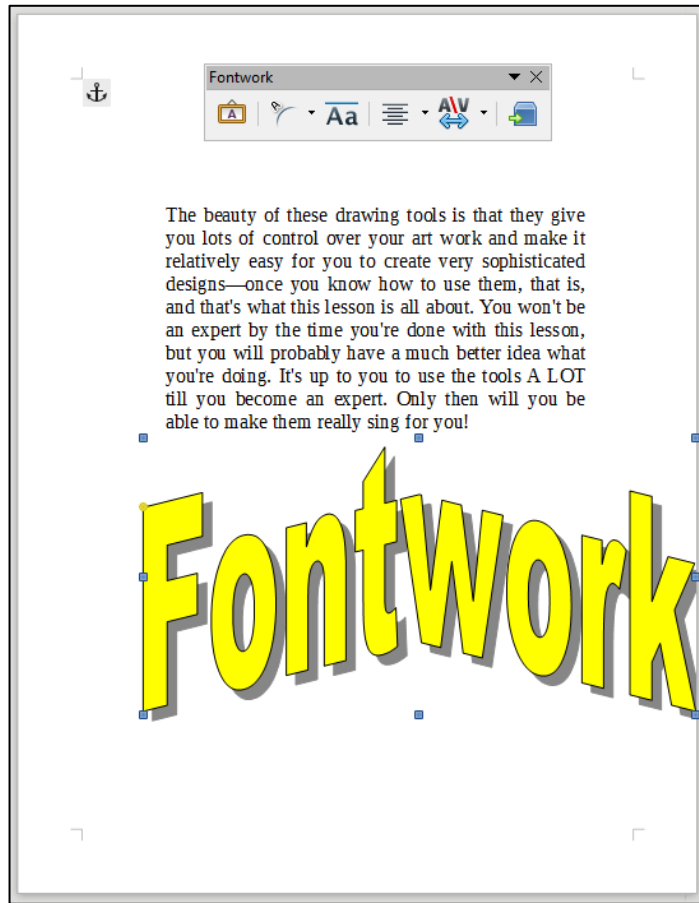 Fontwork
A
Aa
A\V
The beauty of these drawing tools is that they give
you lots of control over your art work and make it
relatively easy for you to create very sophisticated
designs—once you know how to use them, that is,
and that's what this lesson is all about. You won't be
an expert by the time you're done with this lesson,
but you will probably have a much better idea what
you're doing. It's up to you to use the tools A LOT
till you become an expert. Only then will you be
able to make them really sing for you!
Fontwork